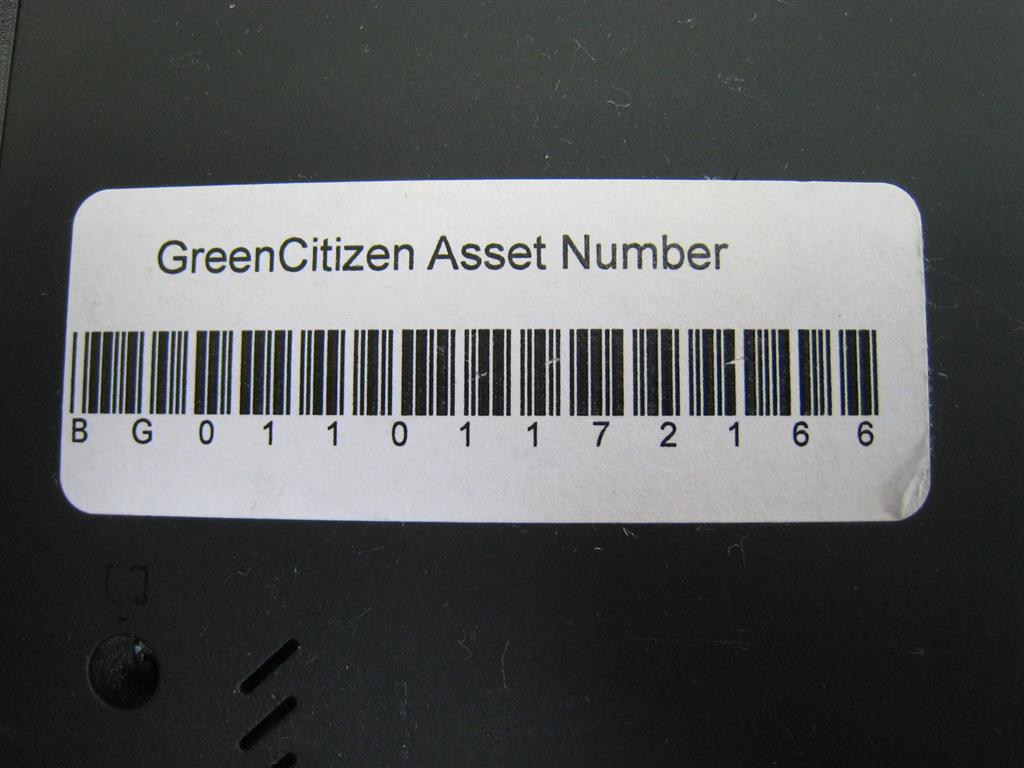 GreenCitizen Asset Number
B G 0 1 1 0 1 1 7 2 1 6 6